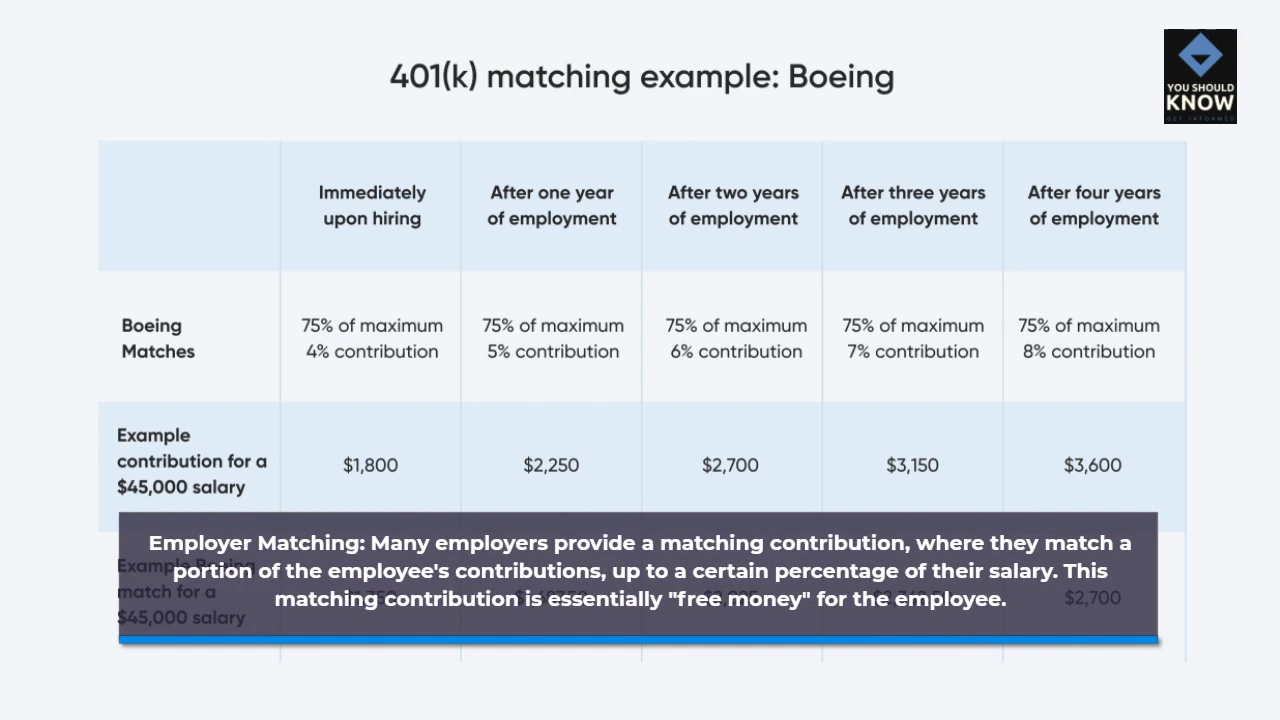 401(k) matching example: Boeing
YOU SHOULD
KNOW
GET INFORMED
Immediately
upon hiring
After one year
of employment
After two years
of employment
After three years
of employment
After four years
of employment
Boeing
Matches
75% of maximum
4% contribution
75% of maximum
5% contribution
75% of maximum
6% contribution
75% of maximum
7% contribution
75% of maximum
8% contribution
Example
contribution for a
$45,000 salary
$1,800
$2,250
$2,700
$3,150
$3,600
Example Boeing
match for a
$45,000 salary
$2,700
Employer Matching: Many employers provide a matching contribution, where they match a
portion of the employee's contributions, up to a certain percentage of their salary. This
matching contribution is essentially "free money" for the employee.